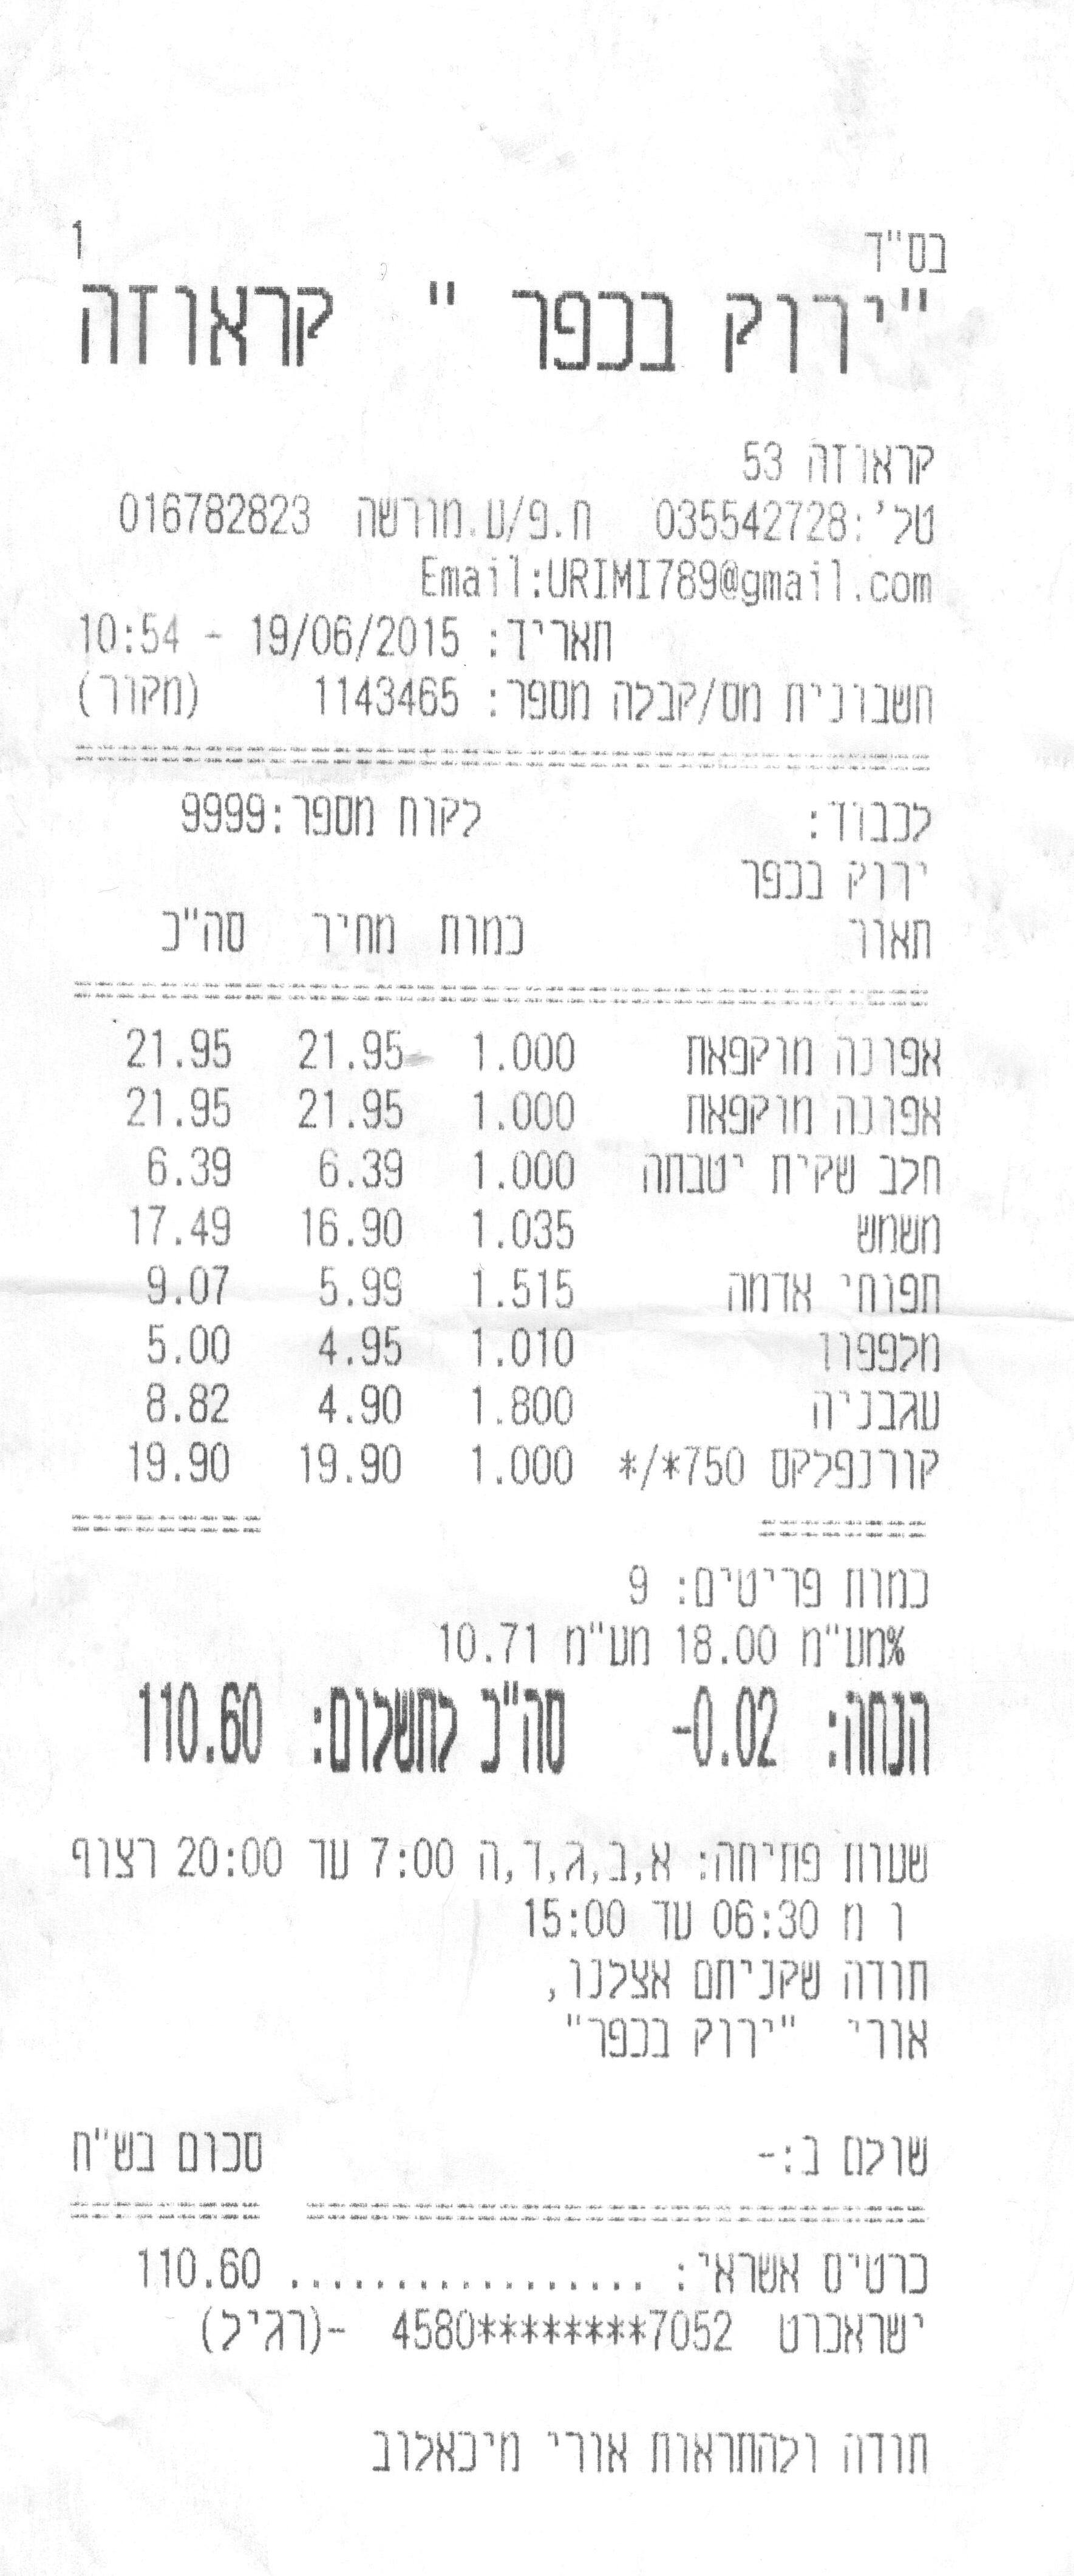 בס"ד 1
"ירוק בכפר " קראוזה
קראוזה 53
טל': 035542728 ח.פ/ע.מורשה 016782823
Email:URIMI789@gmail.com
תאריך: 19/06/2015 - 10:54
חשבונית מס/קבלה מספר: 1143465 (מקור)
לכבוד: לקוח מספר:9999
ירוק בכפר
תאור כמות מחיר סה"כ
אפונה מוקפאת 1.000 21.95 21.95
אפונה מוקפאת 1.000 21.95 21.95
חלב שקית יטבתה 1.000 6.39 6.39
משמש 1.035 16.90 17.49
תפוחי אדמה 1.515 5.99 9.07
מלפפון 1.010 4.95 5.00
עגבניה 1.800 4.90 8.82
קורנפלקס 750*/* 1.000 19.90 19.90
כמות פריטים: 9
%מע"מ 18.00 מע"מ 10.71
הנחה: 0.02- סה"כ לתשלום: 110.60
שעות פתיחה: א,ב,ג,ד,ה 7:00 עד 20:00 רצוף
ו מ 06:30 עד 15:00
תודה שקניתם אצלנו,
אורי "ירוק בכפר"
שולם ב:- סכום בש"ח
כרטיס אשראי: .................. 110.60
ישראכרט 4580********7052 -(רגיל)
תודה ולהתראות אורי מיכאלוב